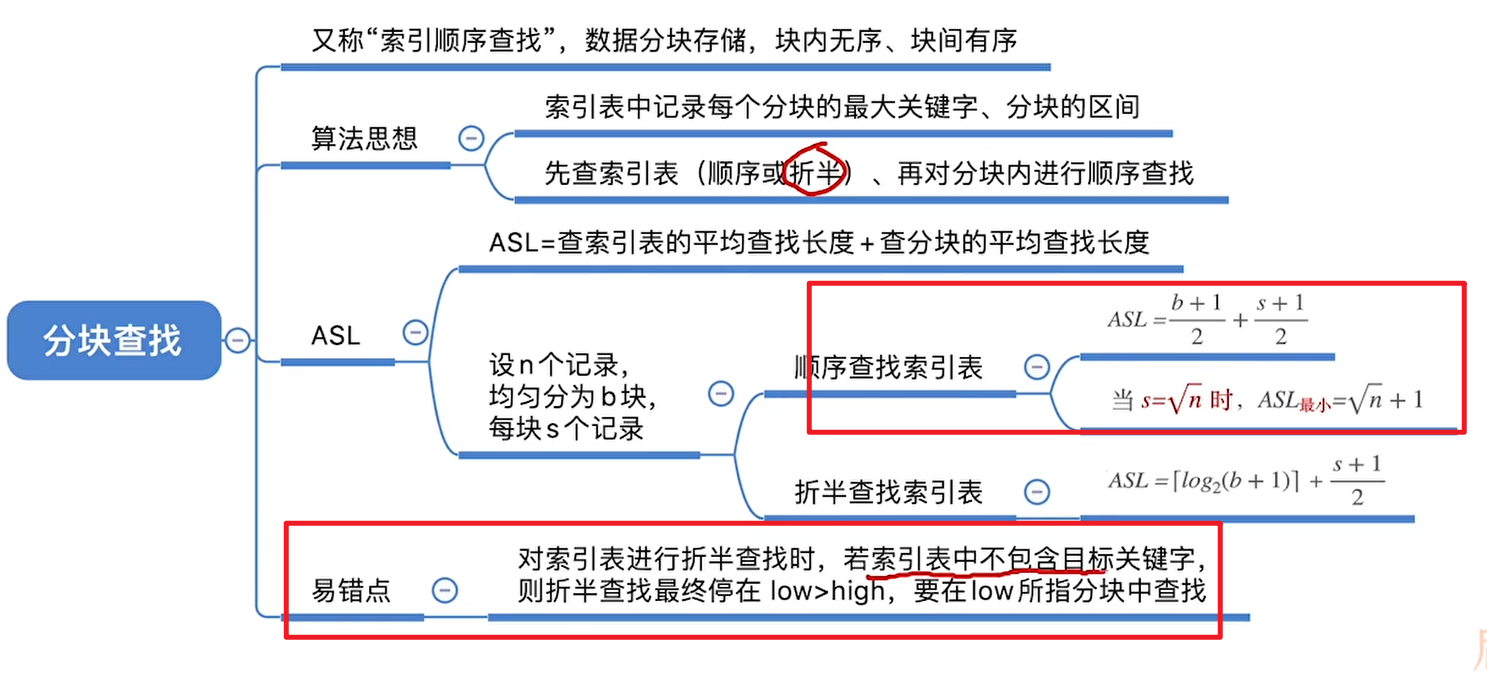 又称“索引顺序查找”，数据分块存储，块内无序、块间有序
索引表中记录每个分块的最大关键字、分块的区间
算法思想
先查索引表（顺序或折半）、再对分块内进行顺序查找
ASL=查索引表的平均查找长度+查分块的平均查找长度
分块查找
ASL
设n个记录，
均匀分为b块，
每块s个记录
顺序查找索引表
ASL = (b+1)/2 + (s+1)/2
当 s=√n 时，ASL最小=√n + 1
折半查找索引表
ASL = ⌈log₂(b+1)⌉ + (s+1)/2
易错点
对索引表进行折半查找时，若索引表中不包含目标关键字，
则折半查找最终停在 low>high，要在low所指分块中查找